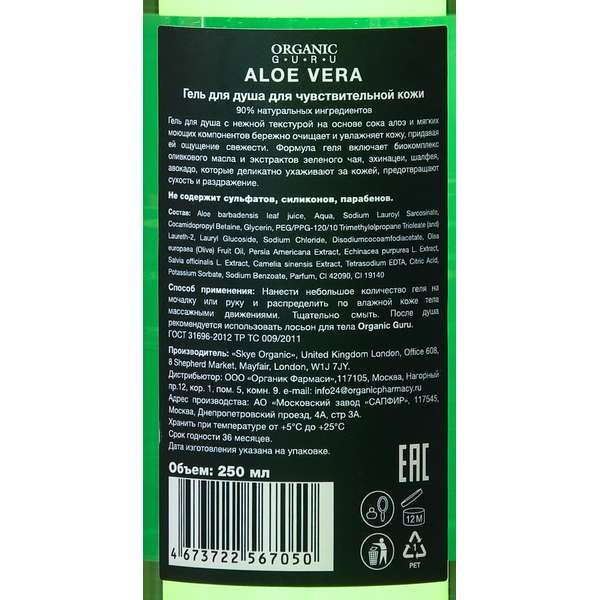 ORGANIC
G·U·R·U
ALOE VERA
Гель для душа для чувствительной кожи
90% натуральных ингредиентов
Гель для душа с нежной текстурой на основе сока алоэ и мягких
моющих компонентов бережно очищает и увлажняет кожу, придавая
ей ощущение свежести. Формула геля включает биокомплекс
оливкового масла и экстрактов зеленого чая, эхинацеи, шалфея,
авокадо, которые деликатно ухаживают за кожей, предотвращают
сухость и раздражение.
Не содержит сульфатов, силиконов, парабенов.
Состав: Aloe barbadensis leaf juice, Aqua, Sodium Lauroyl Sarcosinate,
Cocamidopropyl Betaine, Glycerin, PEG/PPG-120/10 Trimethylolpropane Trioleate (and)
Laureth-2, Lauryl Glucoside, Sodium Chloride, Disodiumcocoamfodiacetate, Olea
europaea (Olive) Fruit Oil, Persia Americana Extract, Echinacea purpurea L. Extract,
Salvia officinalis L. Extract, Camelia sinensis Extract, Tetrasodium EDTA, Citric Acid,
Potassium Sorbate, Sodium Benzoate, Parfum, CI 42090, CI 19140
Способ применения: Нанести небольшое количество геля на
мочалку или руку и распределить по влажной коже тела
массажными движениями. Тщательно смыть. После душа
рекомендуется использовать лосьон для тела Organic Guru.
ГОСТ 31696-2012 ТР ТС 009/2011
Производитель: «Skye Organic», United Kingdom London, Office 608,
8 Shepherd Market, Mayfair, London, W1J 7JY.
Дистрибьютор: ООО «Органик Фармаси»,117105, Москва, Нагорный
пр.12, кор. 1, пом. 5, комн. 9. e-mail: info24@organicpharmacy.ru
Адрес производства: АО «Московский завод «САПФИР», 117545,
Москва, Днепропетровский проезд, 4А, стр 3А.
Хранить при температуре от +5°С до +25°С
Срок годности 36 месяцев.
Дата изготовления указана на упаковке.
Объем: 250 мл
EAC
12 M
4 673722 567050
1
PET